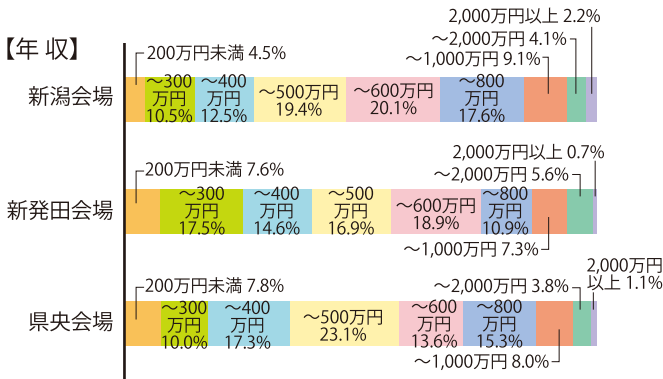 【年 収】
2,000万円以上 2.2%
～2,000万円 4.1%
～1,000万円 9.1%
200万円未満 4.5%
新潟会場
～300
万円
10.5%
～400
万円
12.5%
～500万円
19.4%
～600万円
20.1%
～800
万円
17.6%
2,000万円以上 0.7%
～2,000万円 5.6%
200万円未満 7.6%
新発田会場
～300
万円
17.5%
～400
万円
14.6%
～500
万円
16.9%
～600万円
18.9%
～800
万円
10.9%
～1,000万円 7.3%
2,000万円
以上 1.1%
～2,000万円 3.8%
200万円未満 7.8%
県央会場
～300
万円
10.0%
～400
万円
17.3%
～500万円
23.1%
～600
万円
13.6%
～800
万円
15.3%
～1,000万円 8.0%